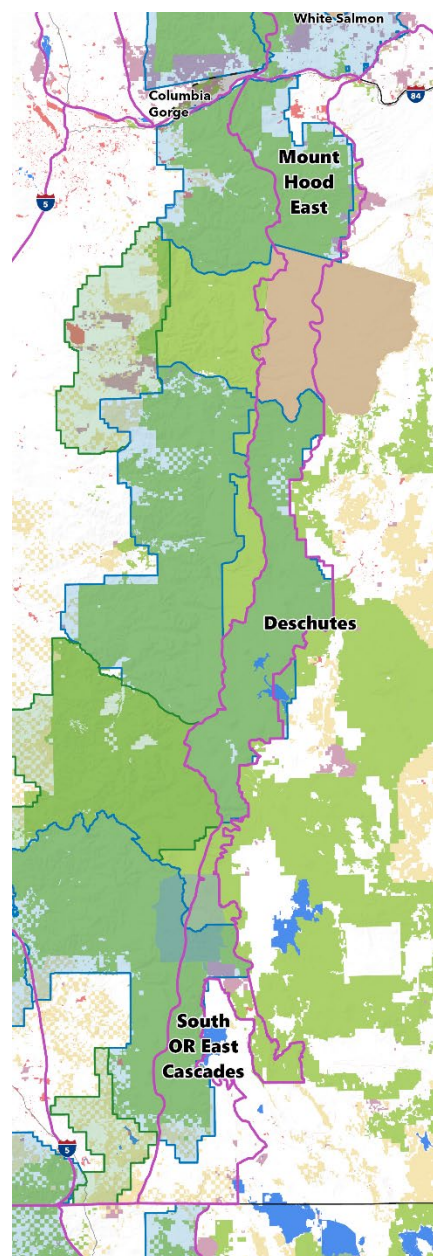 White Salmon
Columbia
Gorge
84
Mount
Hood
East
5
Deschutes
South
OR East
Cascades
5